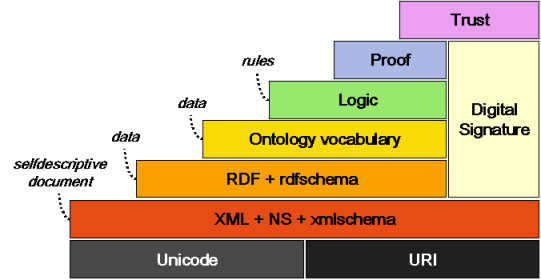 Trust
Proof
rules
Logic
Digital
Signature
data
Ontology vocabulary
data
RDF + rdfschema
selfdescriptive
document
XML + NS + xmlschema
Unicode
URI